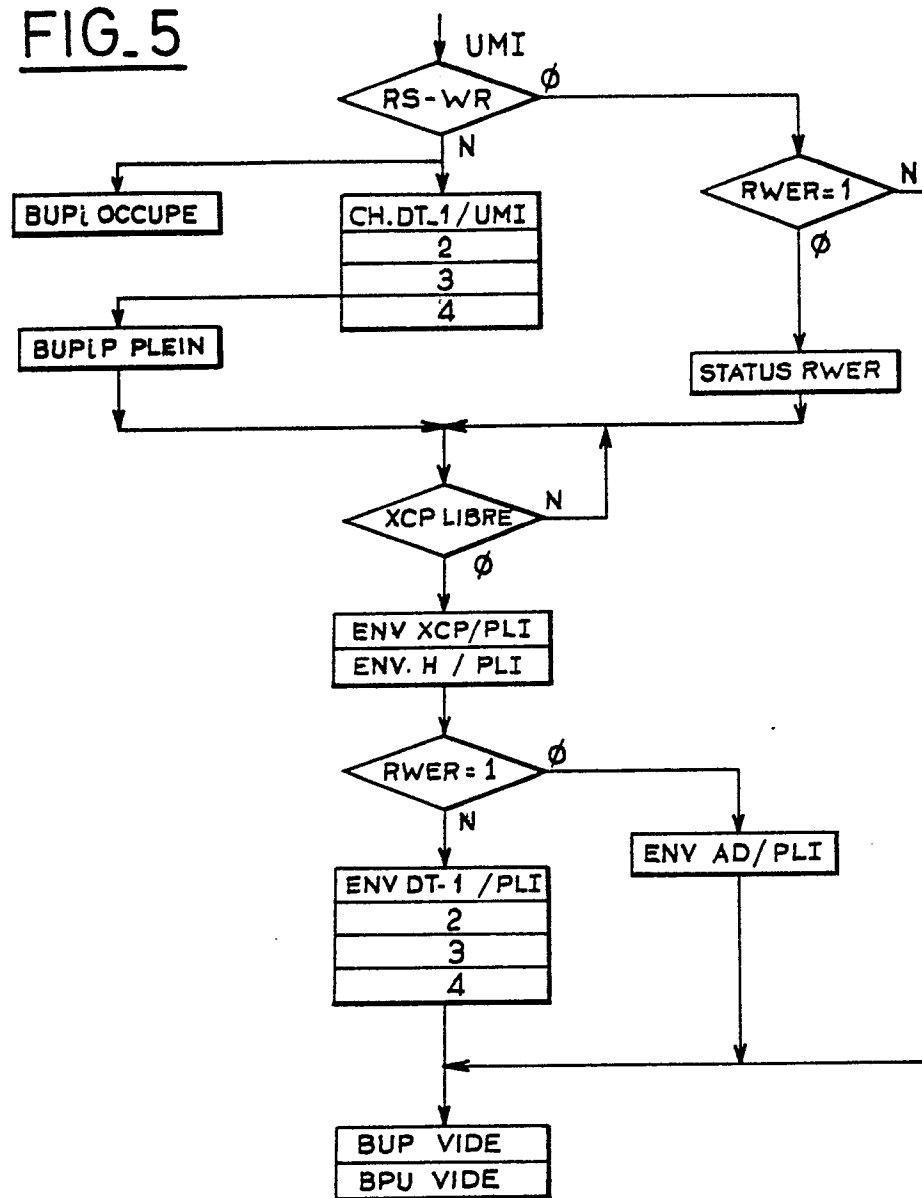 FIG_5
UMI
RS-WR
Ø
N
BUPi OCCUPE
CH.DT_1/UMI
2
3
4
RWER=1
N
Ø
BUPiP PLEIN
STATUS RWER
XCP LIBRE
N
Ø
ENV XCP/PLI
ENV. H / PLI
RWER=1
Ø
N
ENV AD/PLI
ENV DT-1 /PLI
2
3
4
BUP VIDE
BPU VIDE